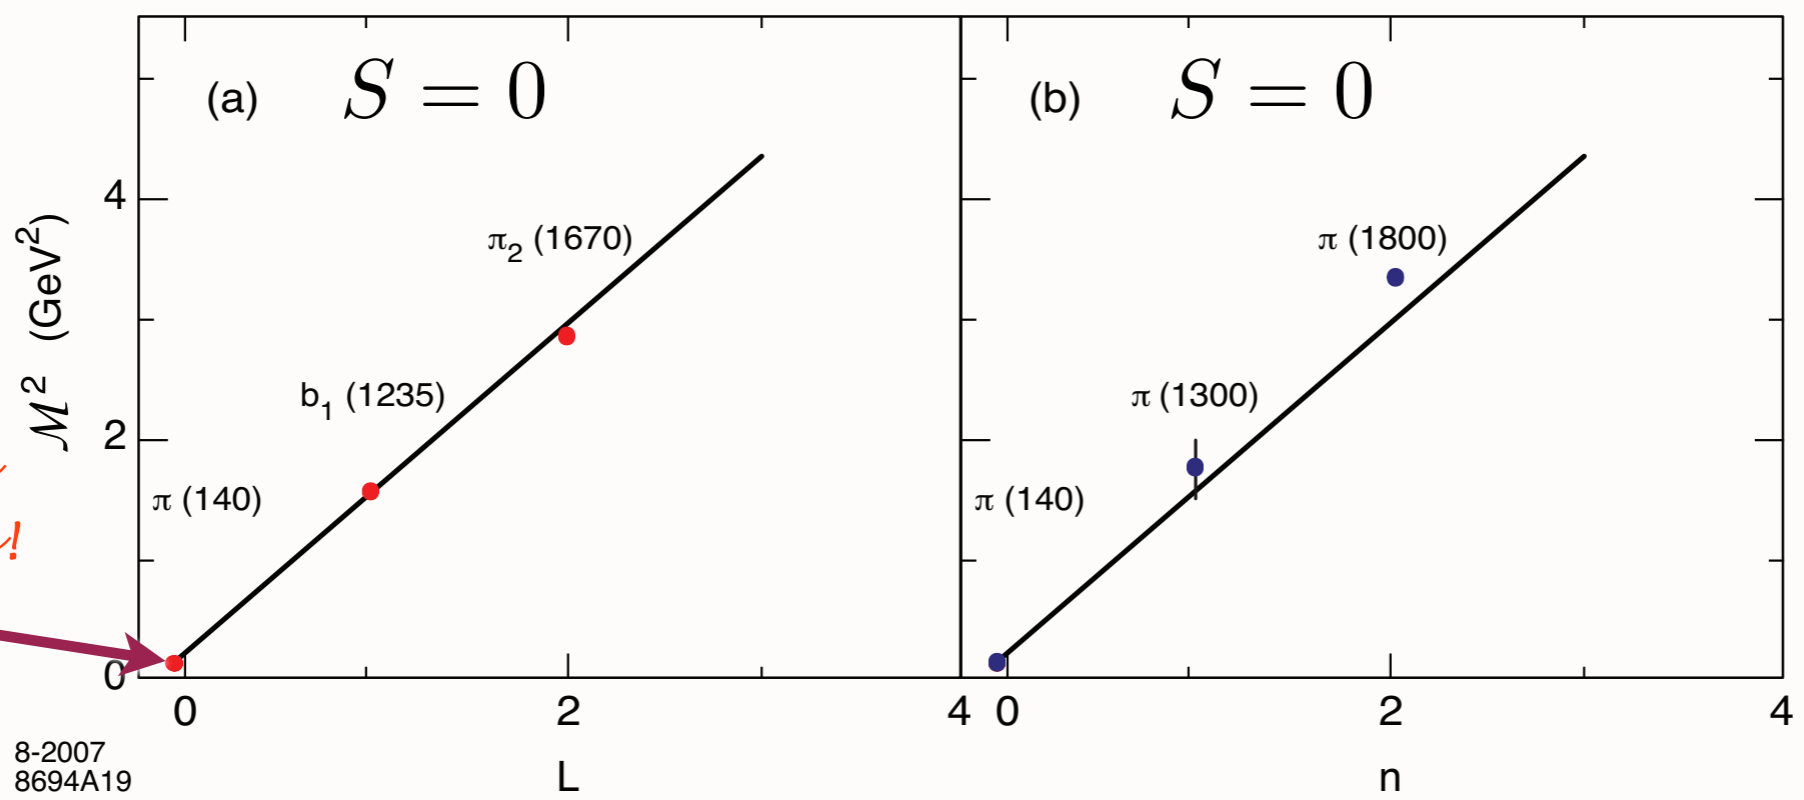 (a) S = 0
(b) S = 0
4
π (1800)
π₂ (1670)
ℳ² (GeV²)
b₁ (1235)
π (1300)
2
π (140)
π (140)
!
0
0 2 4
0 2 4
8-2007
8694A19
L
n